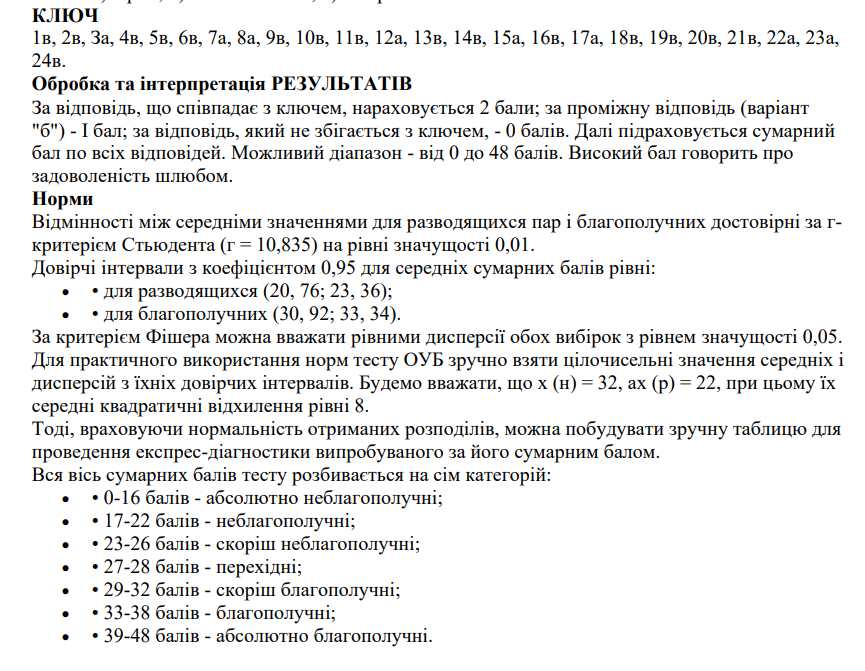 КЛЮЧ
1в, 2в, 3а, 4в, 5в, 6в, 7а, 8а, 9в, 10в, 11в, 12а, 13в, 14в, 15а, 16в, 17а, 18в, 19в, 20в, 21в, 22а, 23а,
24в.
Обробка та інтерпретація РЕЗУЛЬТАТІВ
За відповідь, що співпадає з ключем, нараховується 2 бали; за проміжну відповідь (варіант
"б") - І бал; за відповідь, який не збігається з ключем, - 0 балів. Далі підраховується сумарний
бал по всіх відповідей. Можливий діапазон - від 0 до 48 балів. Високий бал говорить про
задоволеність шлюбом.
Норми
Відмінності між середніми значеннями для разводящихся пар і благополучних достовірні за г-
критерієм Стьюдента (г = 10,835) на рівні значущості 0,01.
Довірчі інтервали з коефіцієнтом 0,95 для середніх сумарних балів рівні:
• • для разводящихся (20, 76; 23, 36);
• • для благополучних (30, 92; 33, 34).
За критерієм Фішера можна вважати рівними дисперсії обох вибірок з рівнем значущості 0,05.
Для практичного використання норм тесту ОУБ зручно взяти цілочисельні значення середніх і
дисперсій з їхніх довірчих інтервалів. Будемо вважати, що х (н) = 32, ах (р) = 22, при цьому їх
середні квадратичні відхилення рівні 8.
Тоді, враховуючи нормальність отриманих розподілів, можна побудувати зручну таблицю для
проведення експрес-діагностики випробуваного за його сумарним балом.
Вся вісь сумарних балів тесту розбивається на сім категорій:
• • 0-16 балів - абсолютно неблагополучні;
• • 17-22 балів - неблагополучні;
• • 23-26 балів - скоріш неблагополучні;
• • 27-28 балів - перехідні;
• • 29-32 балів - скоріш благополучні;
• • 33-38 балів - благополучні;
• • 39-48 балів - абсолютно благополучні.